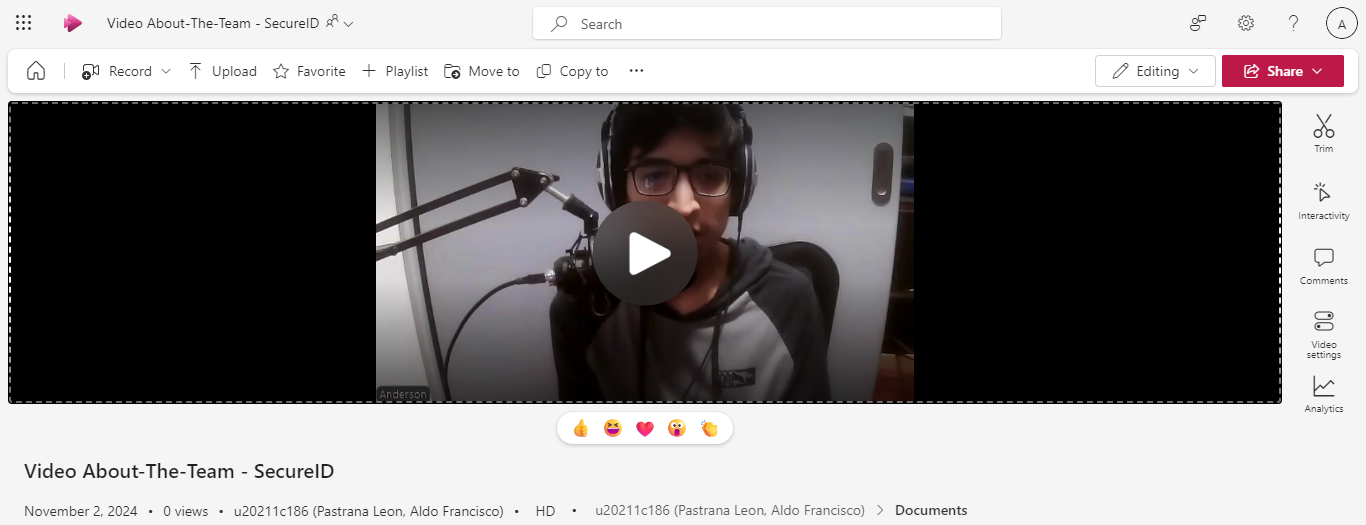 Video About-The-Team - SecureID
Search
A
Record
Upload
Favorite
Playlist
Move to
Copy to
Editing
Share
Trim
Interactivity
Comments
Video
settings
Analytics
Anderson
Video About-The-Team - SecureID
November 2, 2024 • 0 views • u20211c186 (Pastrana Leon, Aldo Francisco) • HD • u20211c186 (Pastrana Leon, Aldo Francisco) > Documents